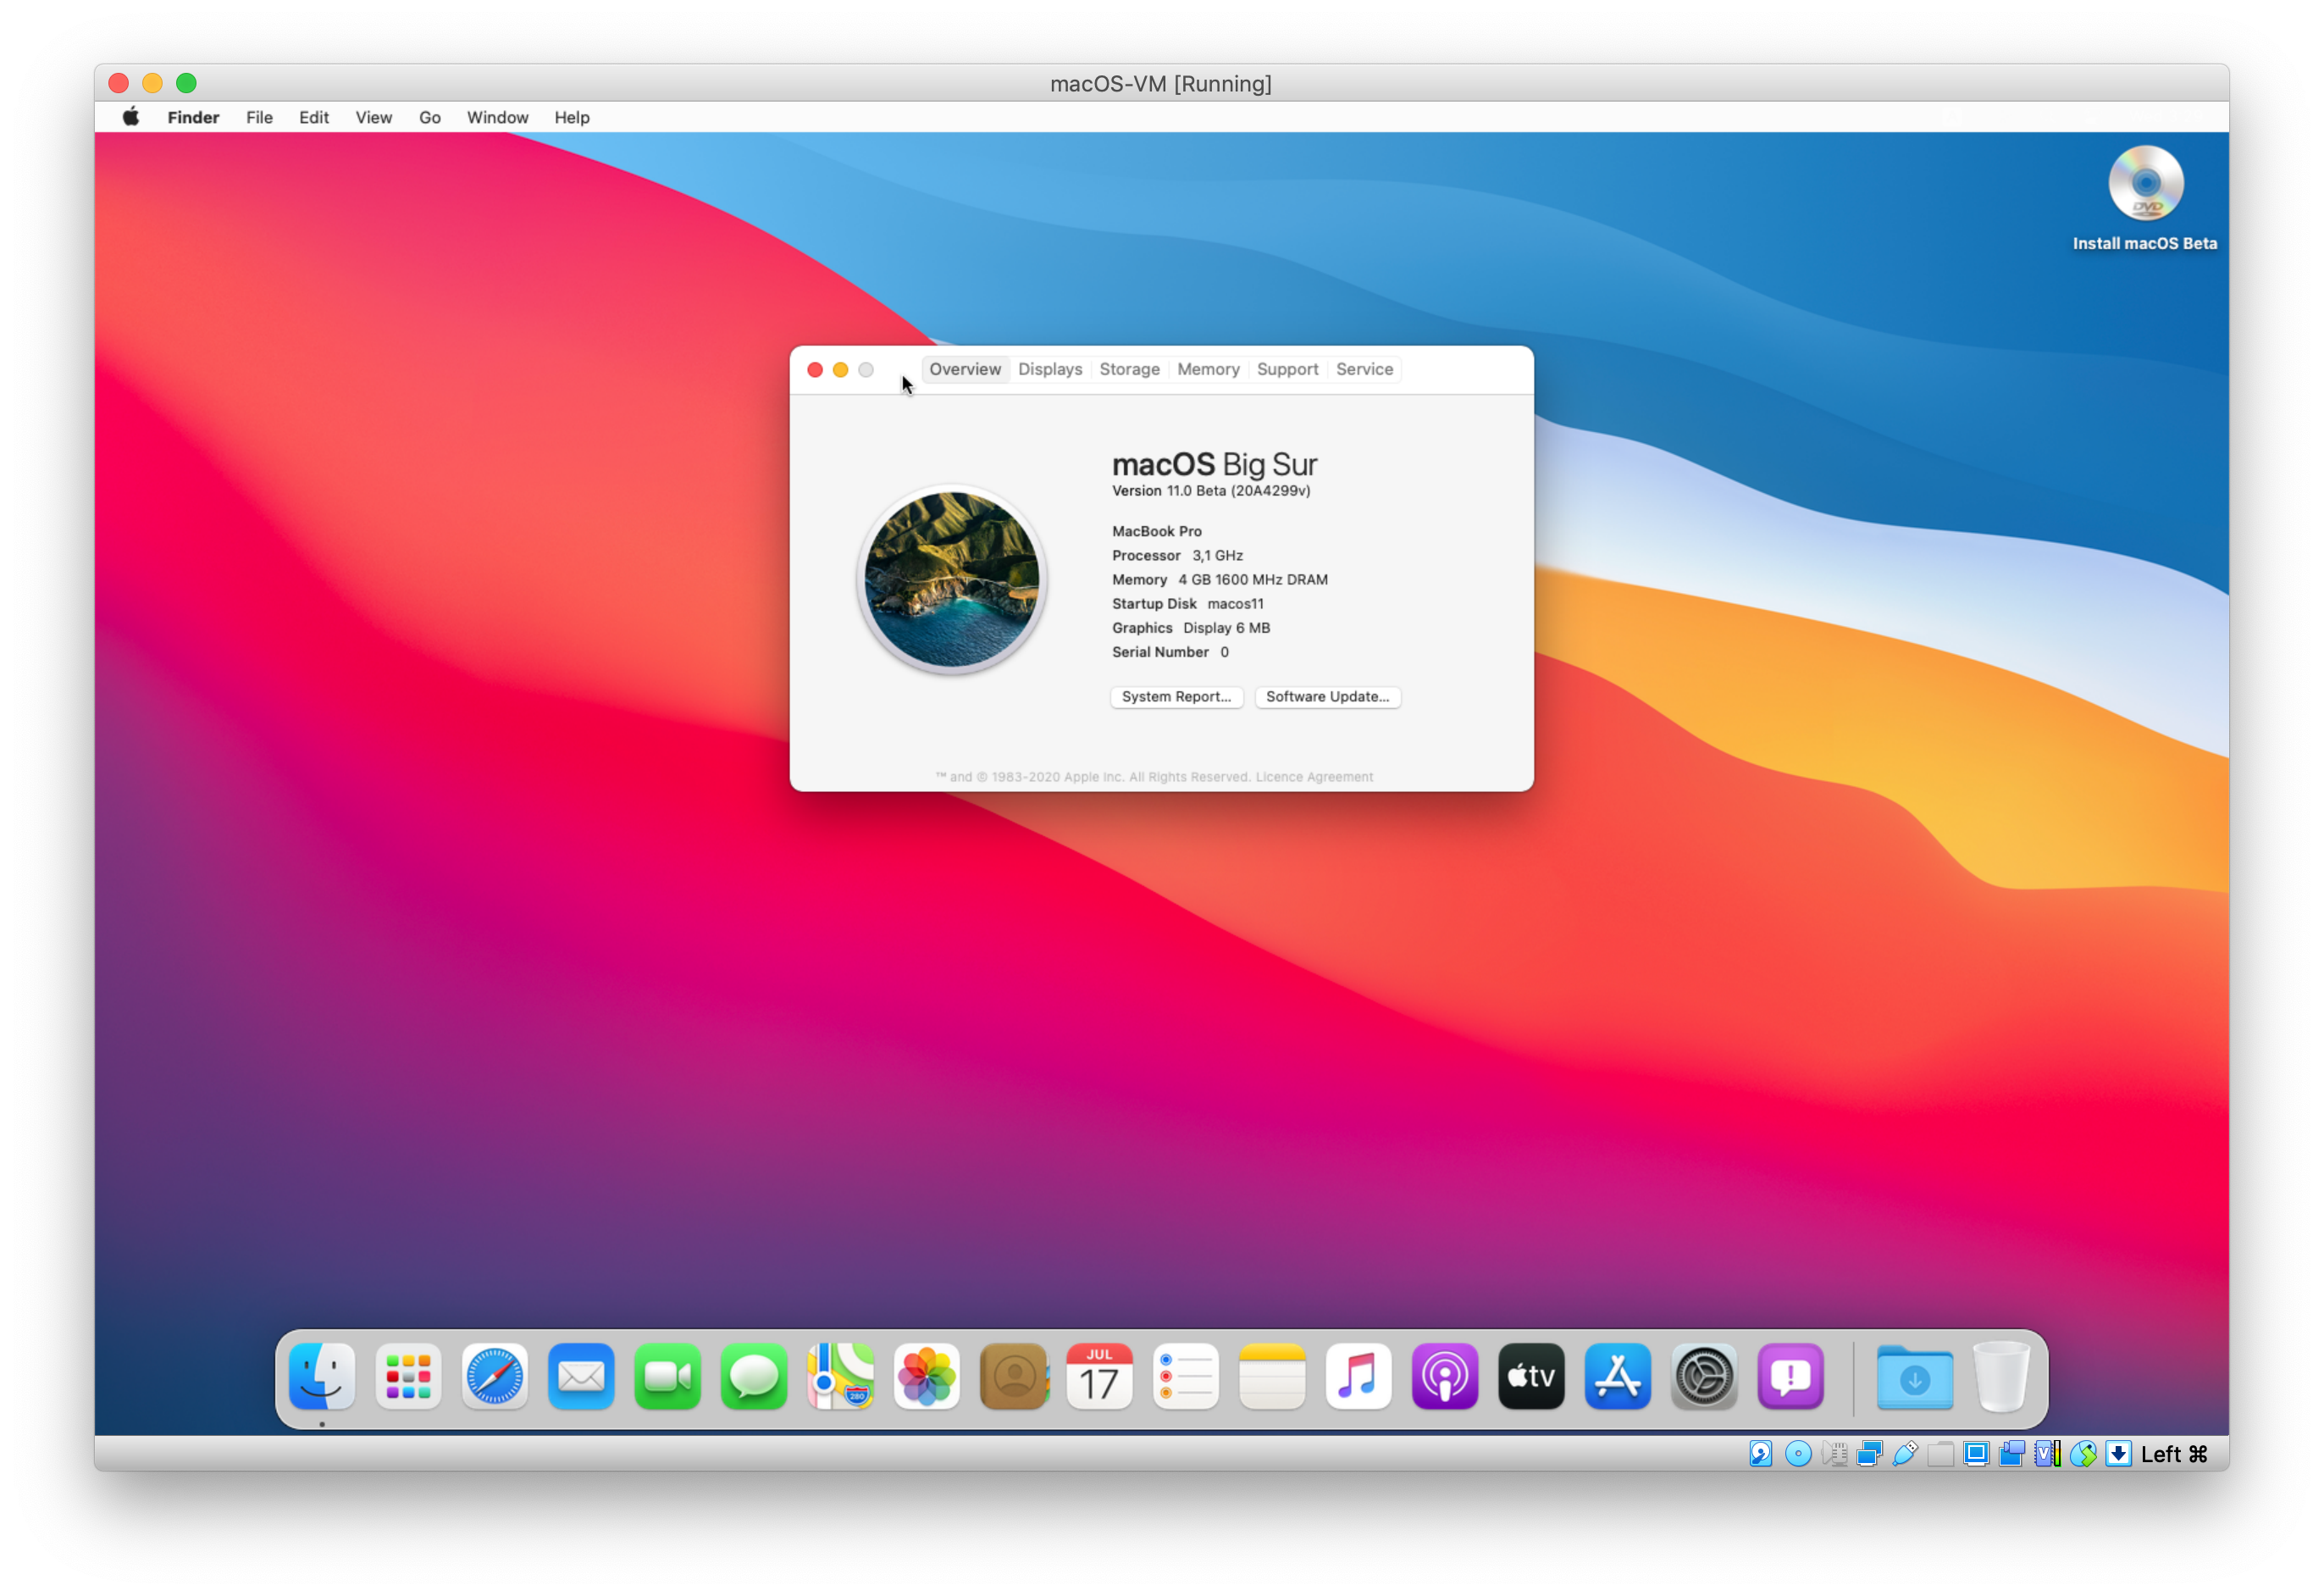 macOS-VM [Running]
Finder File Edit View Go Window Help
DVD
Install macOS Beta
Overview Displays Storage Memory Support Service
macOS Big Sur
Version 11.0 Beta (20A4299v)
MacBook Pro
Processor 3,1 GHz
Memory 4 GB 1600 MHz DRAM
Startup Disk macos11
Graphics Display 6 MB
Serial Number 0
System Report... Software Update...
™ and © 1983-2020 Apple Inc. All Rights Reserved. Licence Agreement
280
JUL
17
tv
Left ⌘